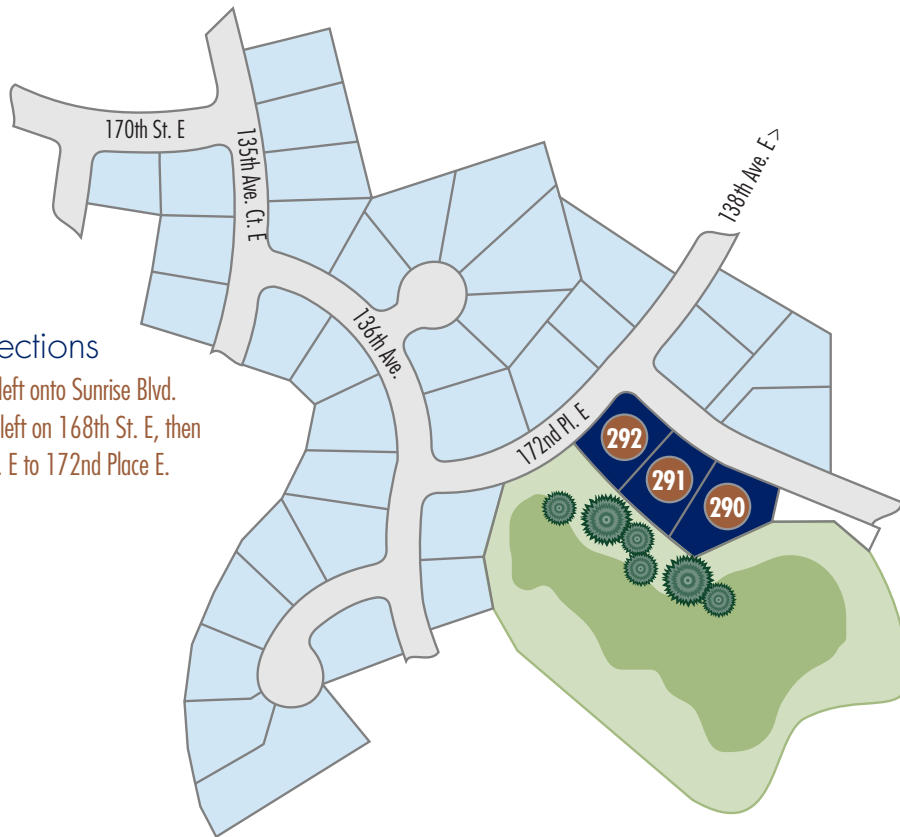 170th St. E
135th Ave. Ct. E
138th Ave. E >
136th Ave.
ections
left onto Sunrise Blvd.
left on 168th St. E, then
. E to 172nd Place E.
172nd Pl. E
292
291
290